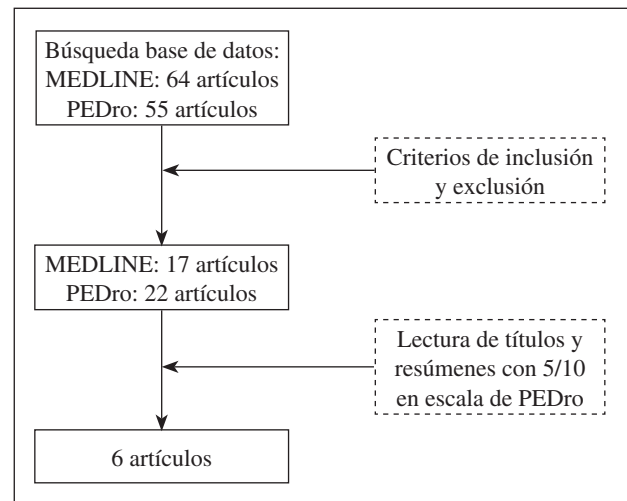 Búsqueda base de datos:
MEDLINE: 64 artículos
PEDro: 55 artículos
Criterios de inclusión
y exclusión
MEDLINE: 17 artículos
PEDro: 22 artículos
Lectura de títulos y
resúmenes con 5/10
en escala de PEDro
6 artículos